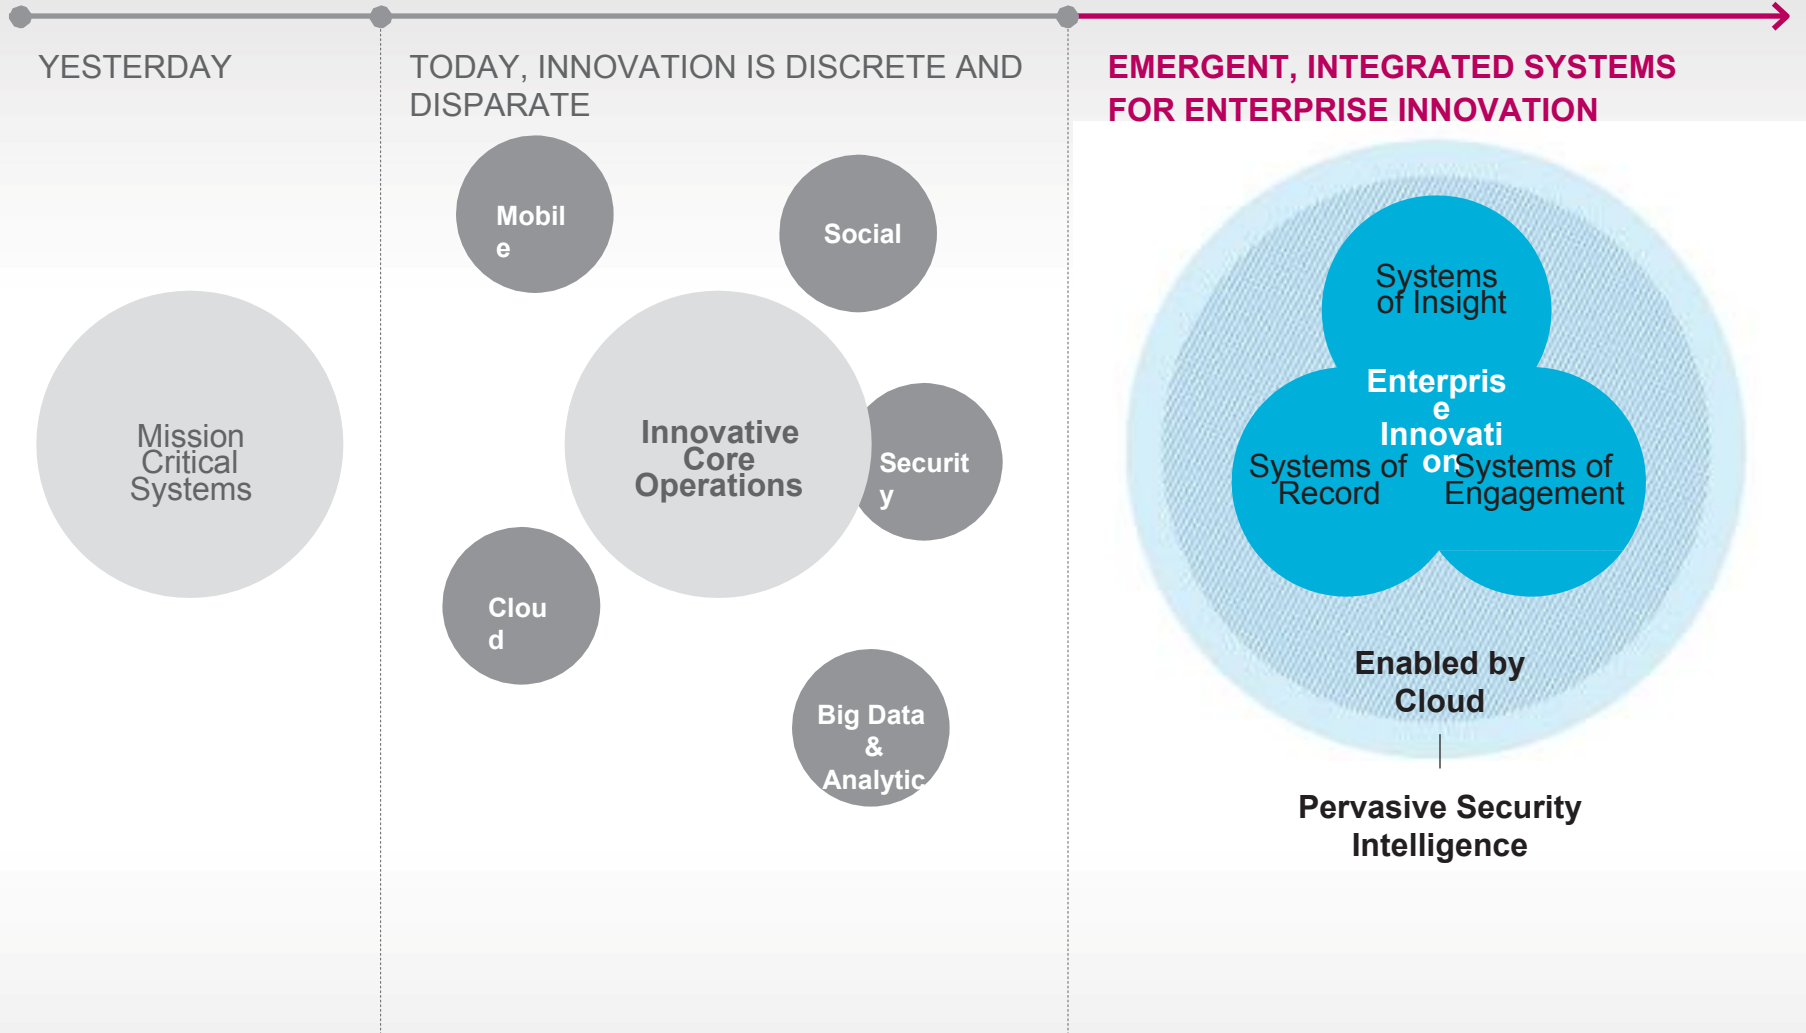 YESTERDAY
TODAY, INNOVATION IS DISCRETE AND
DISPARATE
EMERGENT, INTEGRATED SYSTEMS
FOR ENTERPRISE INNOVATION
Mission
Critical
Systems
Mobil
e
Social
Innovative
Core
Operations
Securit
y
Clou
d
Big Data
&
Analytic
Systems
of Insight
Enterpris
e
Innovati
on
Systems of
Record
Systems of
Engagement
Enabled by
Cloud
Pervasive Security
Intelligence